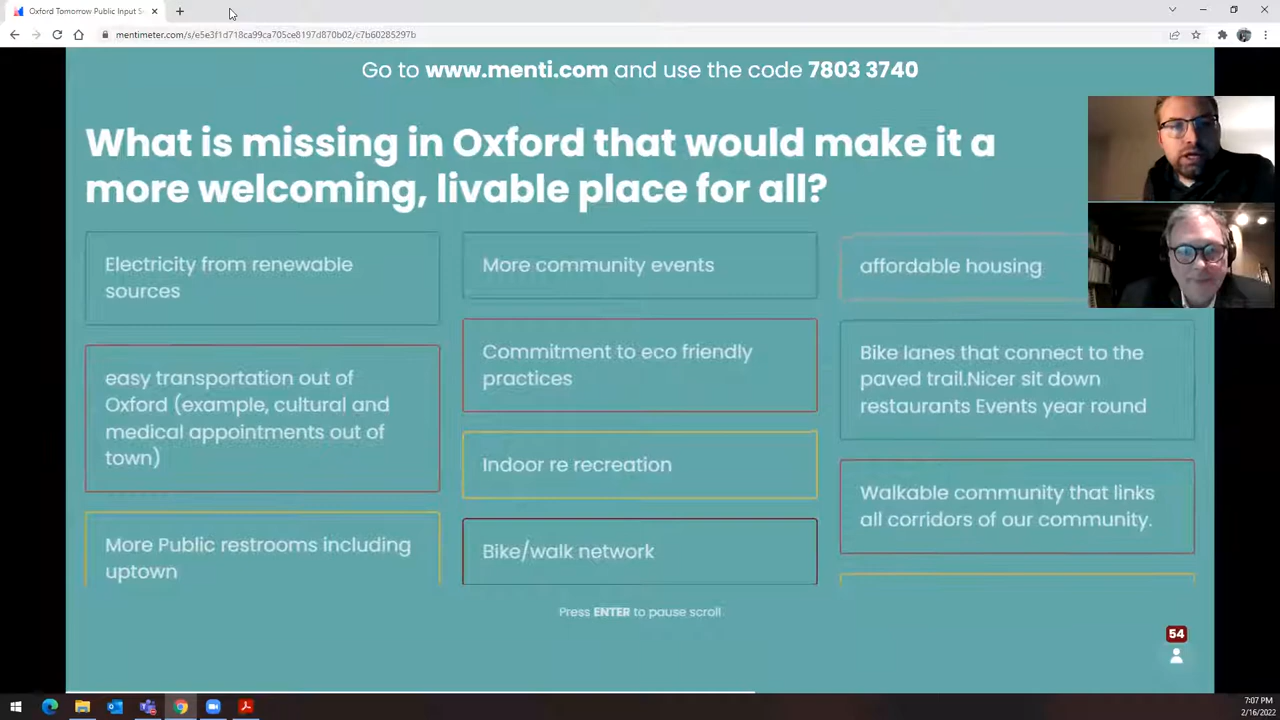 Oxford Tomorrow Public Input S
mentimeter.com/s/e5e3f1d718ca99ca705ce8197d870b02/c7b60285297b
Go to www.menti.com and use the code 7803 3740
What is missing in Oxford that would make it a
more welcoming, livable place for all?
Electricity from renewable
sources
easy transportation out of
Oxford (example, cultural and
medical appointments out of
town)
More Public restrooms including
uptown
More community events
Commitment to eco friendly
practices
Indoor re recreation
Bike/walk network
affordable housing
Bike lanes that connect to the
paved trail.Nicer sit down
restaurants Events year round
Walkable community that links
all corridors of our community.
Press ENTER to pause scroll
54
7:07 PM
2/16/2022